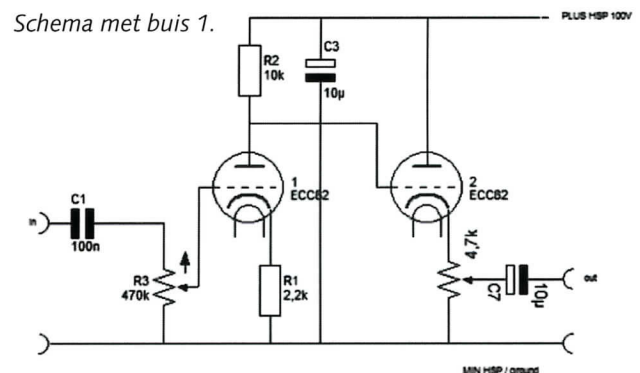 Schema met buis 1.
PLUS HSP 100V
R2
10k
C3
10µ
1
ECC82
2
ECC82
C1
in
100n
R3
470k
R1
2,2k
4,7k
C7
10µ
out
MIN HSP / ground